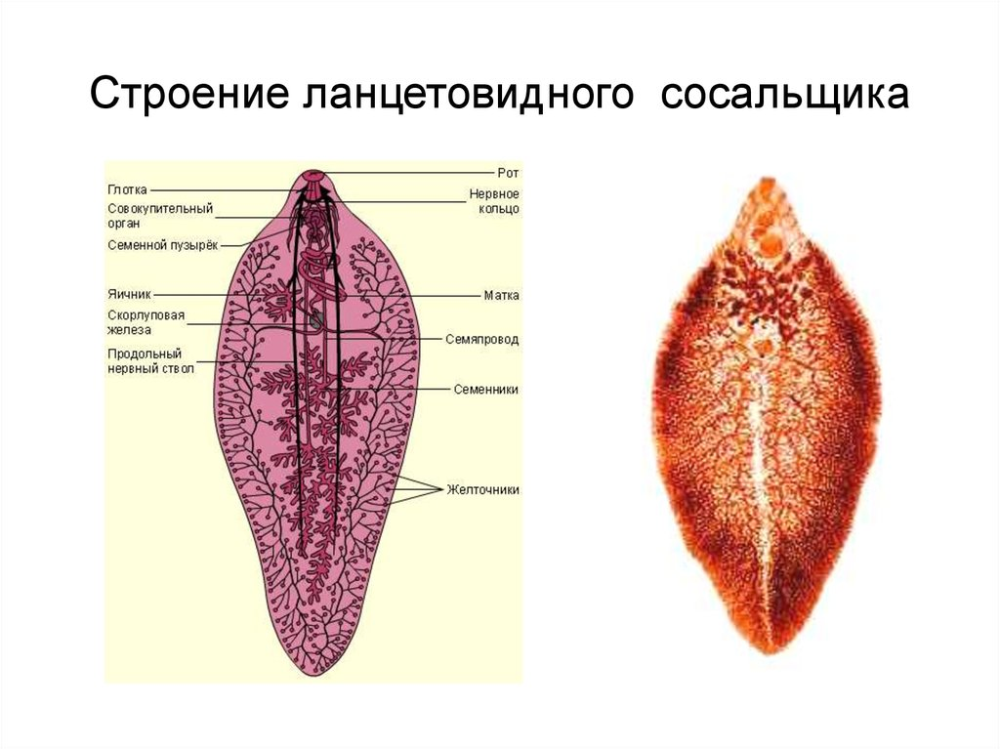 Строение ланцетовидного сосальщика
Глотка
Совокупительный
орган
Семенной пузырёк
Яичник
Скорлуповая
железа
Продольный
нервный ствол
Рот
Нервное
кольцо
Матка
Семяпровод
Семенники
Желточники